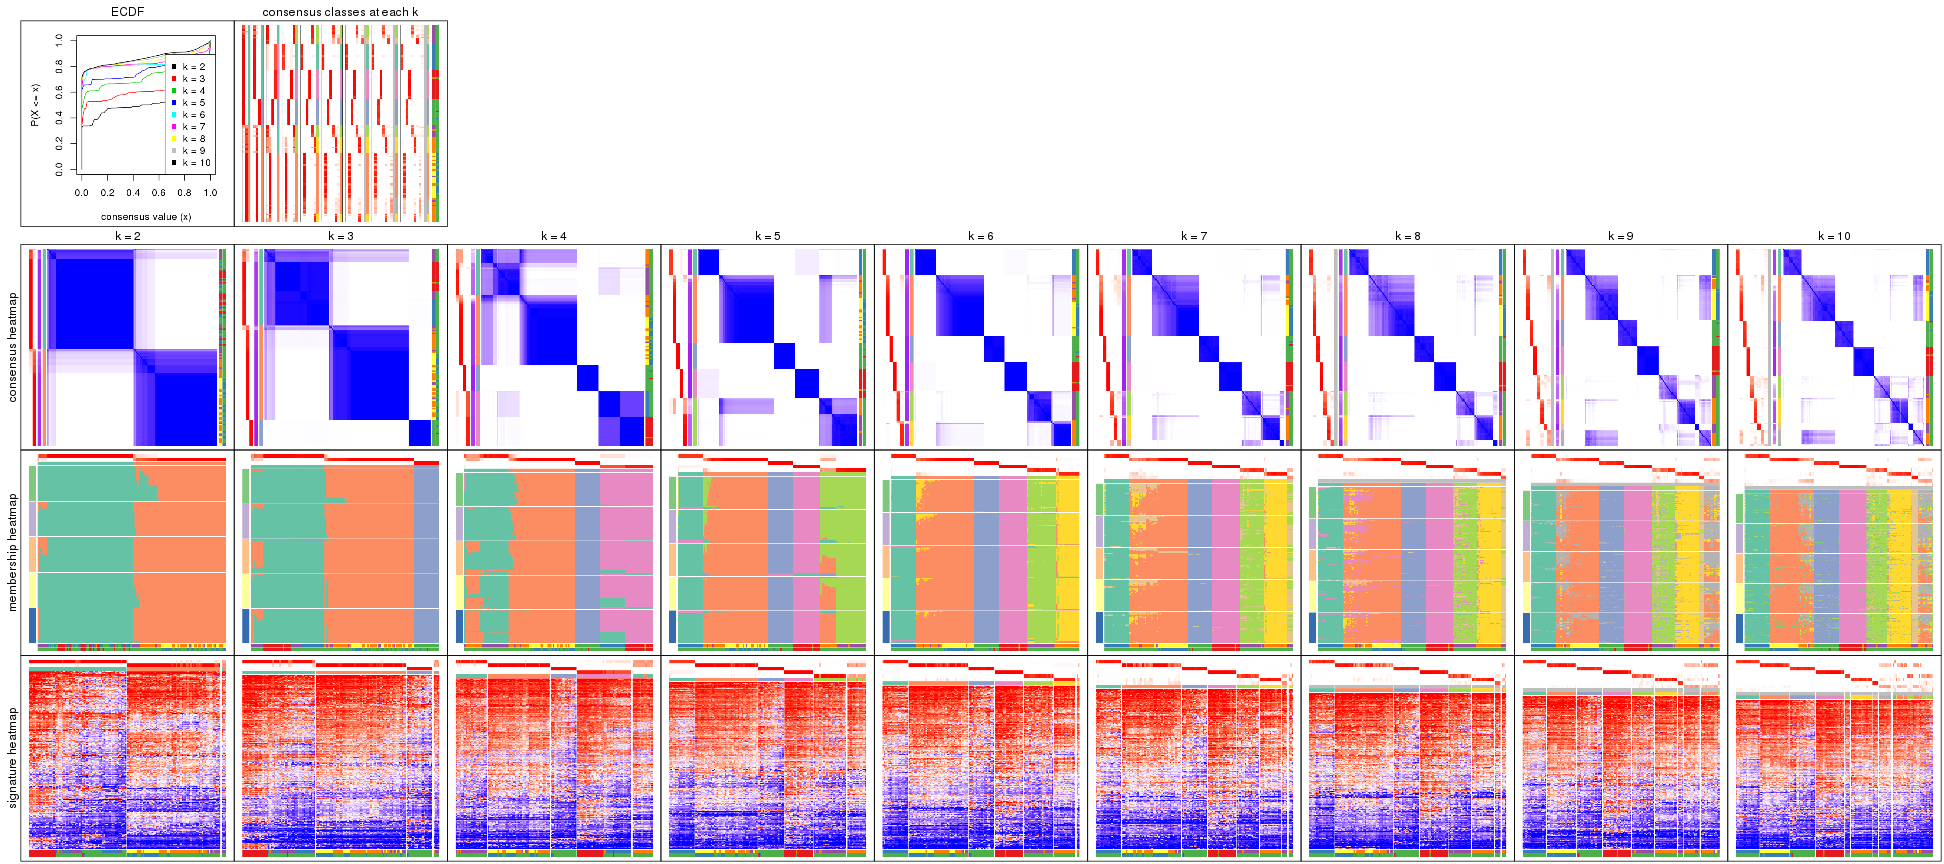 ECDF
consensus classes at each k
P(X <= x)
0.0
0.2
0.4
0.6
0.8
1.0
k = 2
k = 3
k = 4
k = 5
k = 6
k = 7
k = 8
k = 9
k = 10
0.0 0.2 0.4 0.6 0.8 1.0
consensus value (x)
k = 2 k = 3 k = 4 k = 5 k = 6 k = 7 k = 8 k = 9 k = 10
consensus heatmap
membership heatmap
signature heatmap